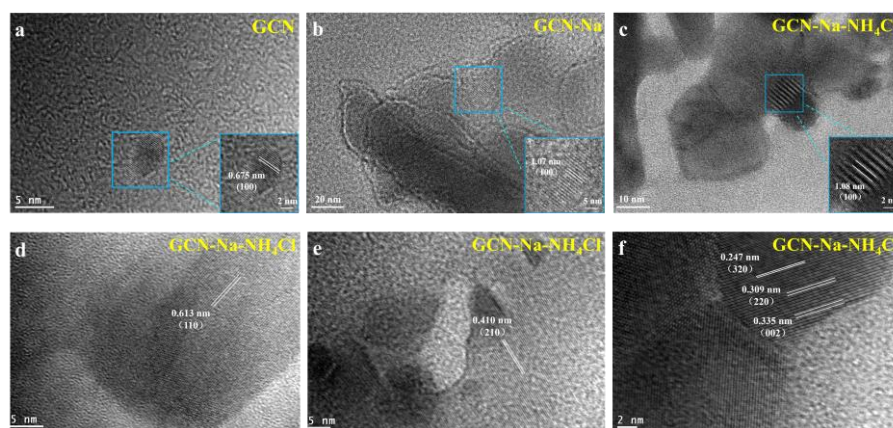 a
GCN
0.675 nm
(100)
5 nm
2 nm
b
GCN-Na
1.07 nm
(100)
20 nm
5 nm
c
GCN-Na-NH₄C
1.08 nm
(100)
10 nm
2 n
d
GCN-Na-NH₄Cl
0.613 nm
(110)
5 nm
e
GCN-Na-NH₄Cl
0.410 nm
(210)
5 nm
f
GCN-Na-NH₄C
0.247 nm
(320)
0.309 nm
(220)
0.335 nm
(002)
2 nm